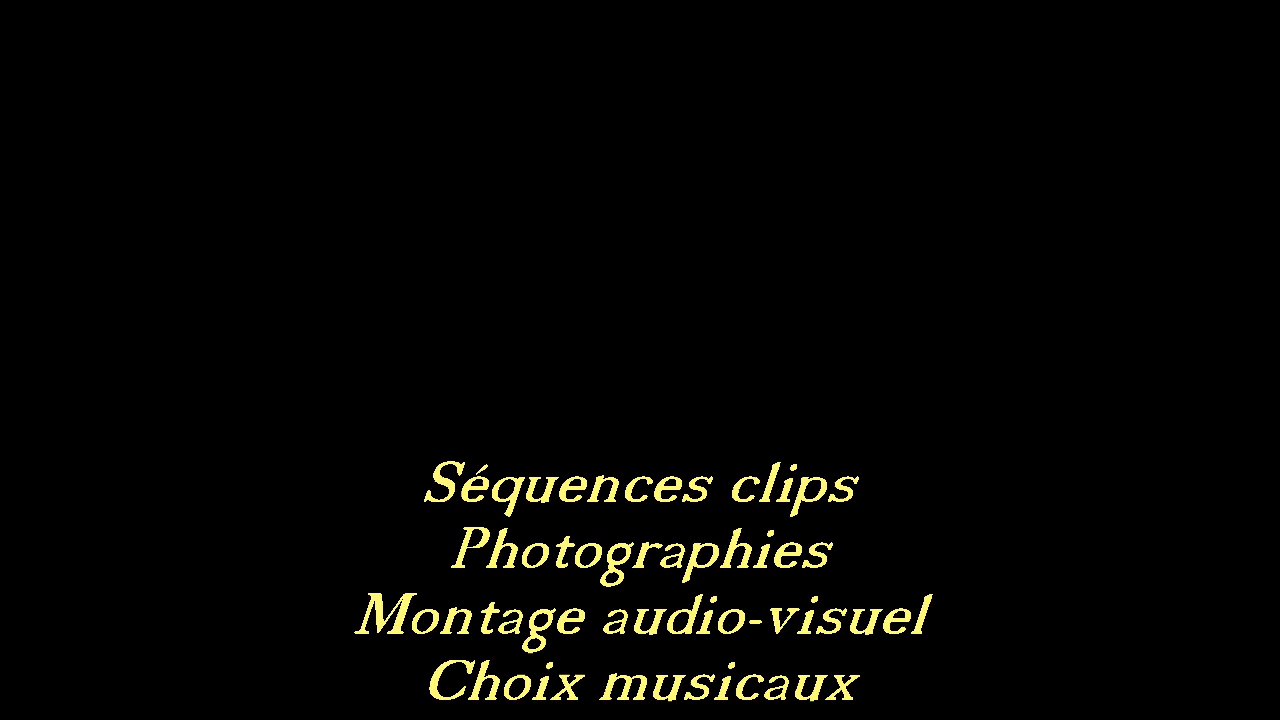 Séquences clips
Photographies
Montage audio-visuel
Choix musicaux